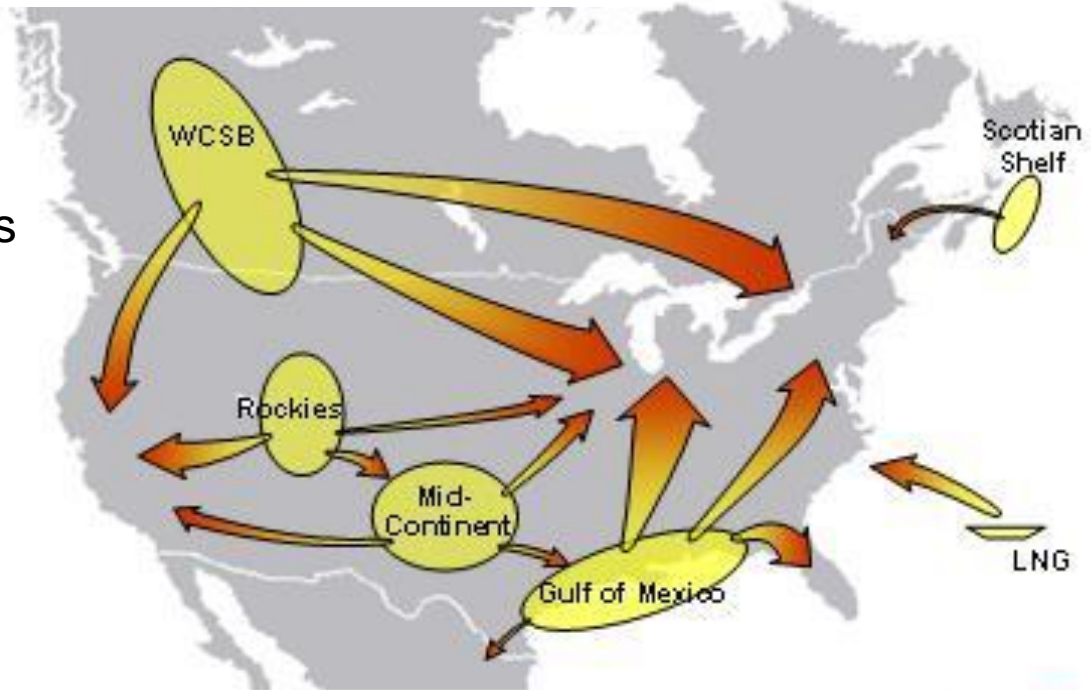 WCSB
Scotian
Shelf
s
Rockies
Mid-
Continent
Gulf of Mexico
LNG